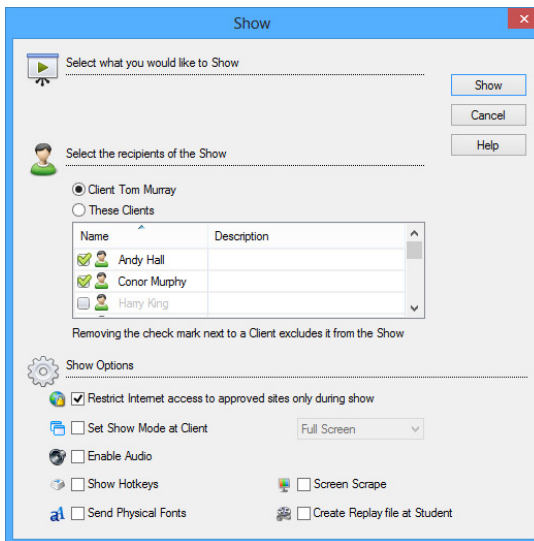 Show
Select what you would like to Show
Show
Cancel
Help
Select the recipients of the Show
Client Tom Murray
These Clients
Name Description
Andy Hall
Conor Murphy
Harry King
Removing the check mark next to a Client excludes it from the Show
Show Options
Restrict Internet access to approved sites only during show
Set Show Mode at Client Full Screen
Enable Audio
Show Hotkeys Screen Scrape
Send Physical Fonts Create Replay file at Student